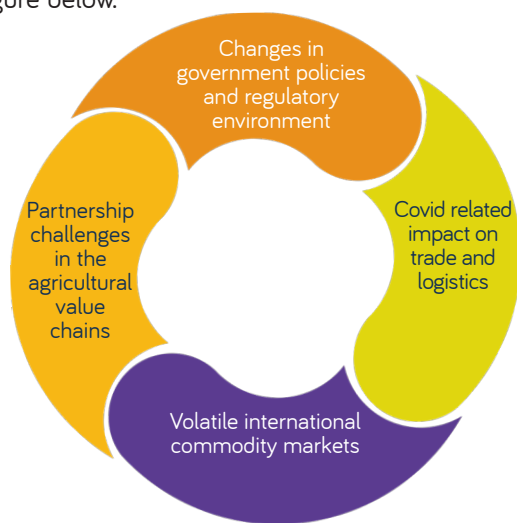 gure below.
Changes in
government policies
and regulatory
environment
Covid related
impact on
trade and
logistics
Volatile international
commodity markets
Partnership
challenges
in the
agricultural
value
chains